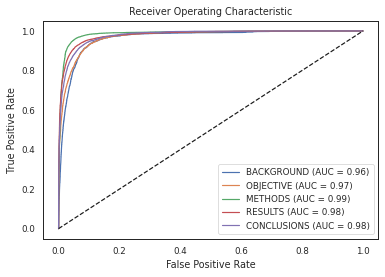 Receiver Operating Characteristic
True Positive Rate
1.0
0.8
0.6
0.4
0.2
0.0
BACKGROUND (AUC = 0.96)
OBJECTIVE (AUC = 0.97)
METHODS (AUC = 0.99)
RESULTS (AUC = 0.98)
CONCLUSIONS (AUC = 0.98)
0.0 0.2 0.4 0.6 0.8 1.0
False Positive Rate